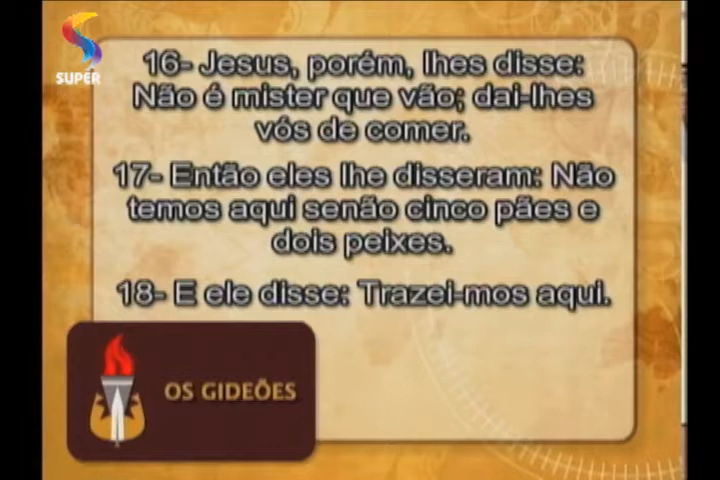 SUPER
16- Jesus, porém, lhes disse:
Não é mister que vão; dai-lhes
vós de comer.
17- Então eles lhe disseram: Não
temos aqui senão cinco pães e
dois peixes.
18- E ele disse: Trazei-mos aqui.
OS GIDEÕES